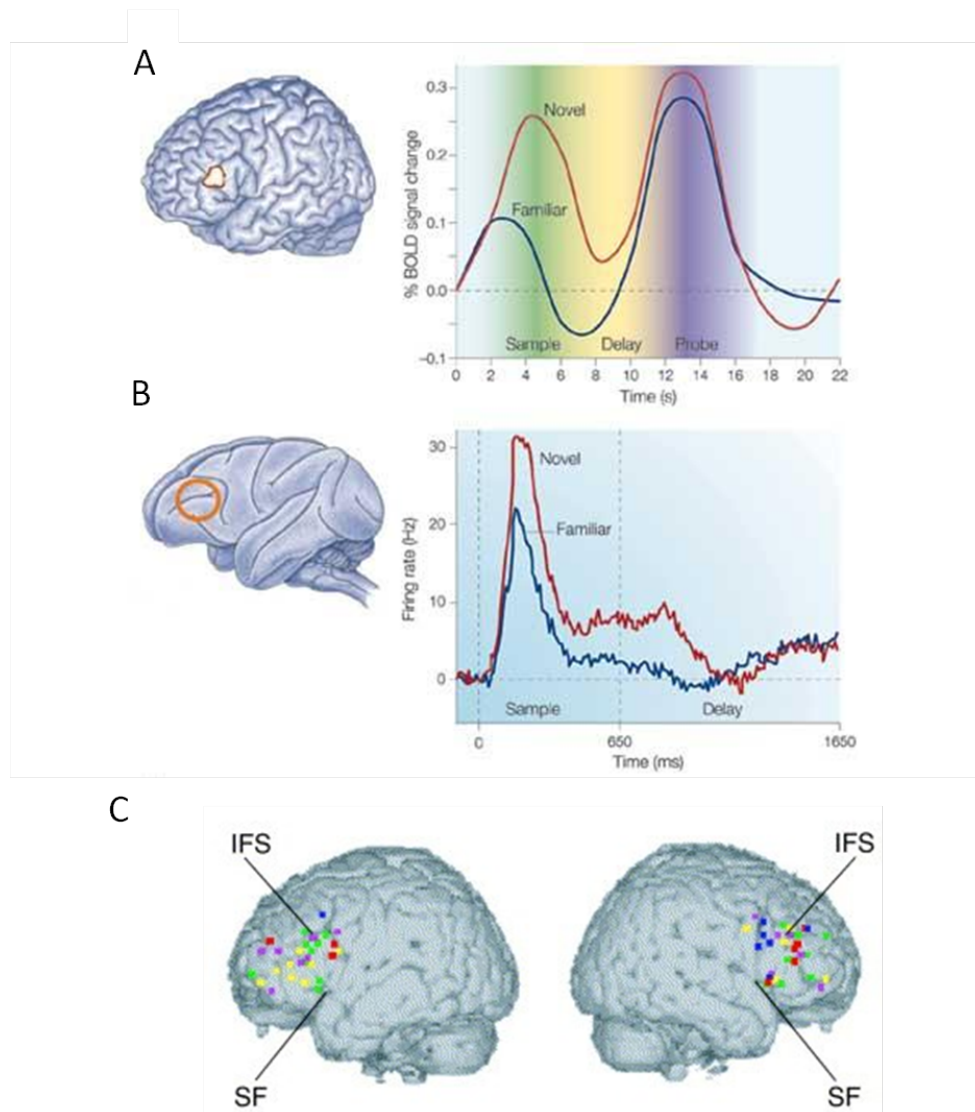 A
0.3
0.2
0.1
0.0
−0.1
% BOLD signal change
Novel
Familiar
Sample
Delay
Probe
0 2 4 6 8 10 12 14 16 18 20 22
Time (s)
B
30
20
10
0
Firing rate (Hz)
Novel
Familiar
Sample
Delay
0 650 1650
Time (ms)
C
IFS
IFS
SF
SF